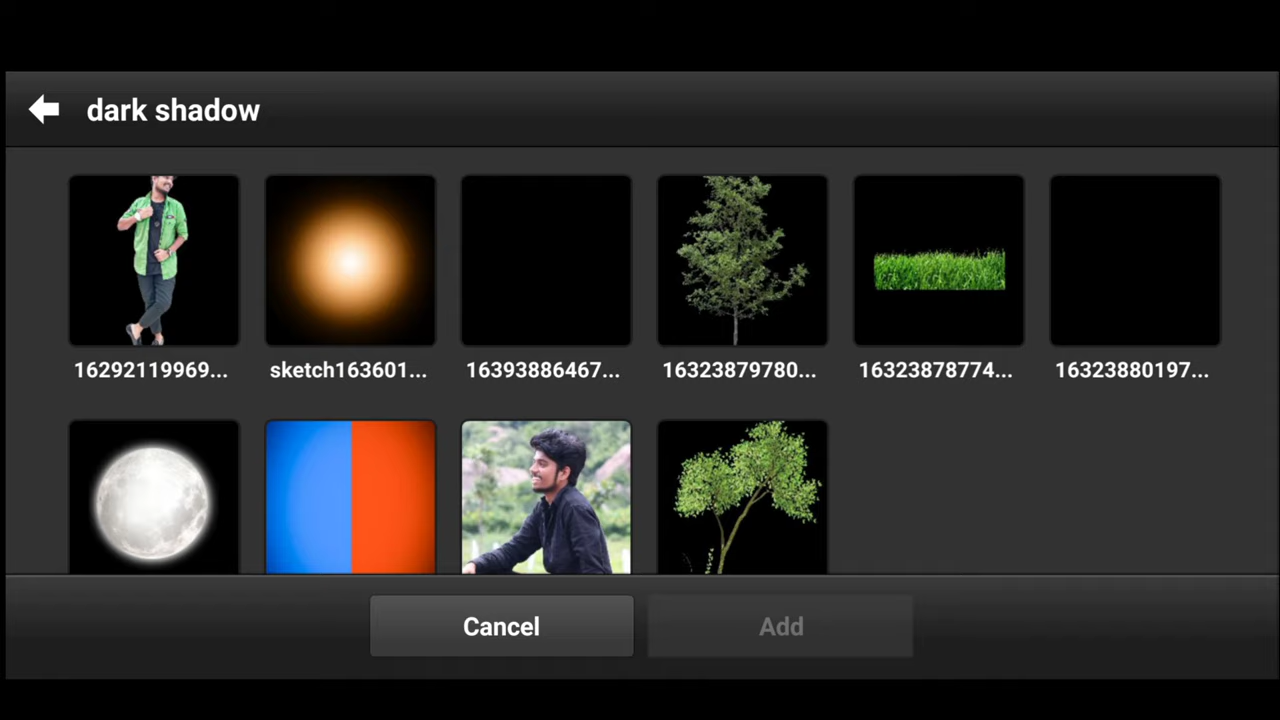 dark shadow
16292119969...
sketch163601...
16393886467...
16323879780...
16323878774...
16323880197...
Cancel
Add